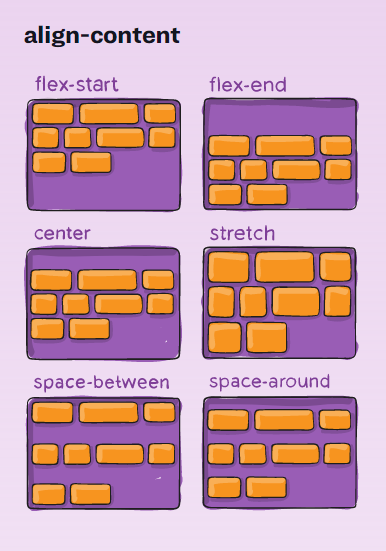 align-content
flex-start
flex-end
center
stretch
space-between
space-around